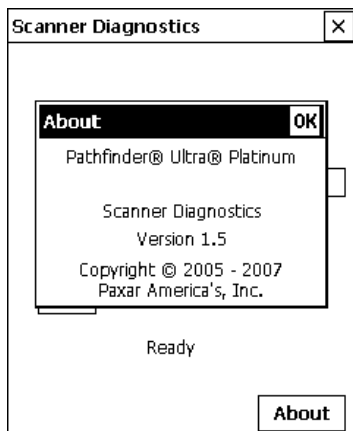 Scanner Diagnostics
About OK
Pathfinder® Ultra® Platinum
Scanner Diagnostics
Version 1.5
Copyright © 2005 - 2007
Paxar America's, Inc.
Ready
About